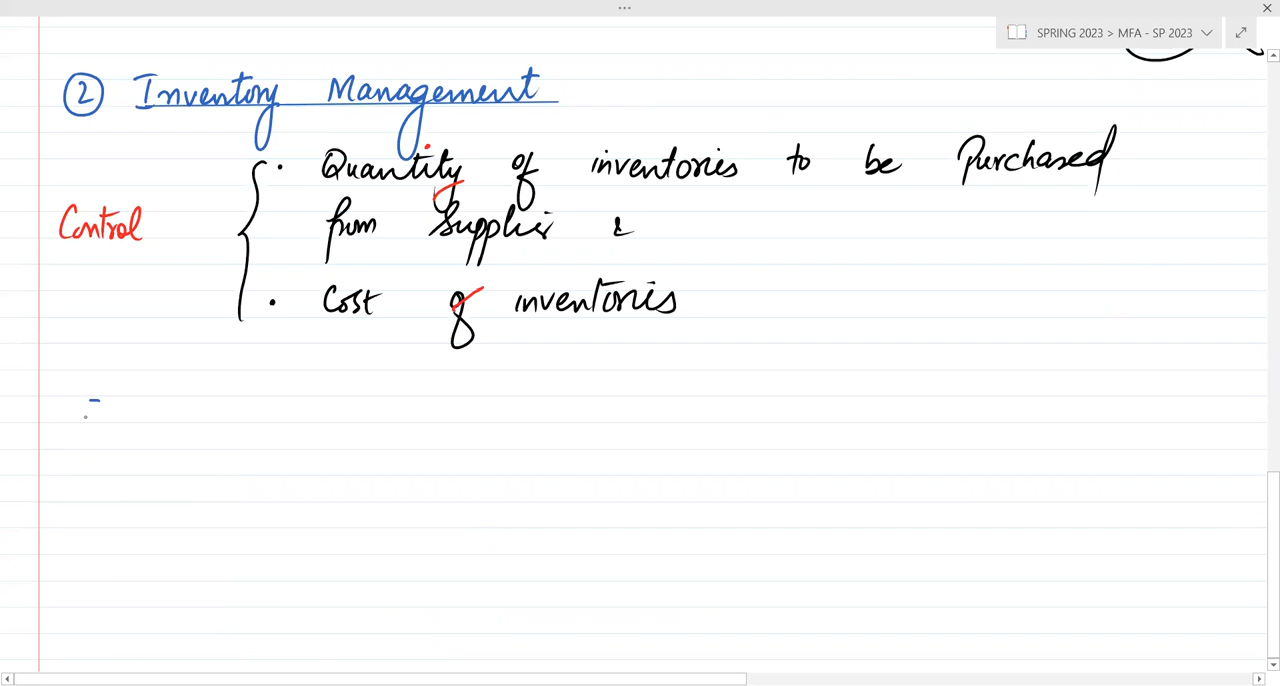 SPRING 2023 > MFA - SP 2023
② Inventory Management
Control
· Quantity of inventories to be Purchased
from Supplier &
· Cost of inventories